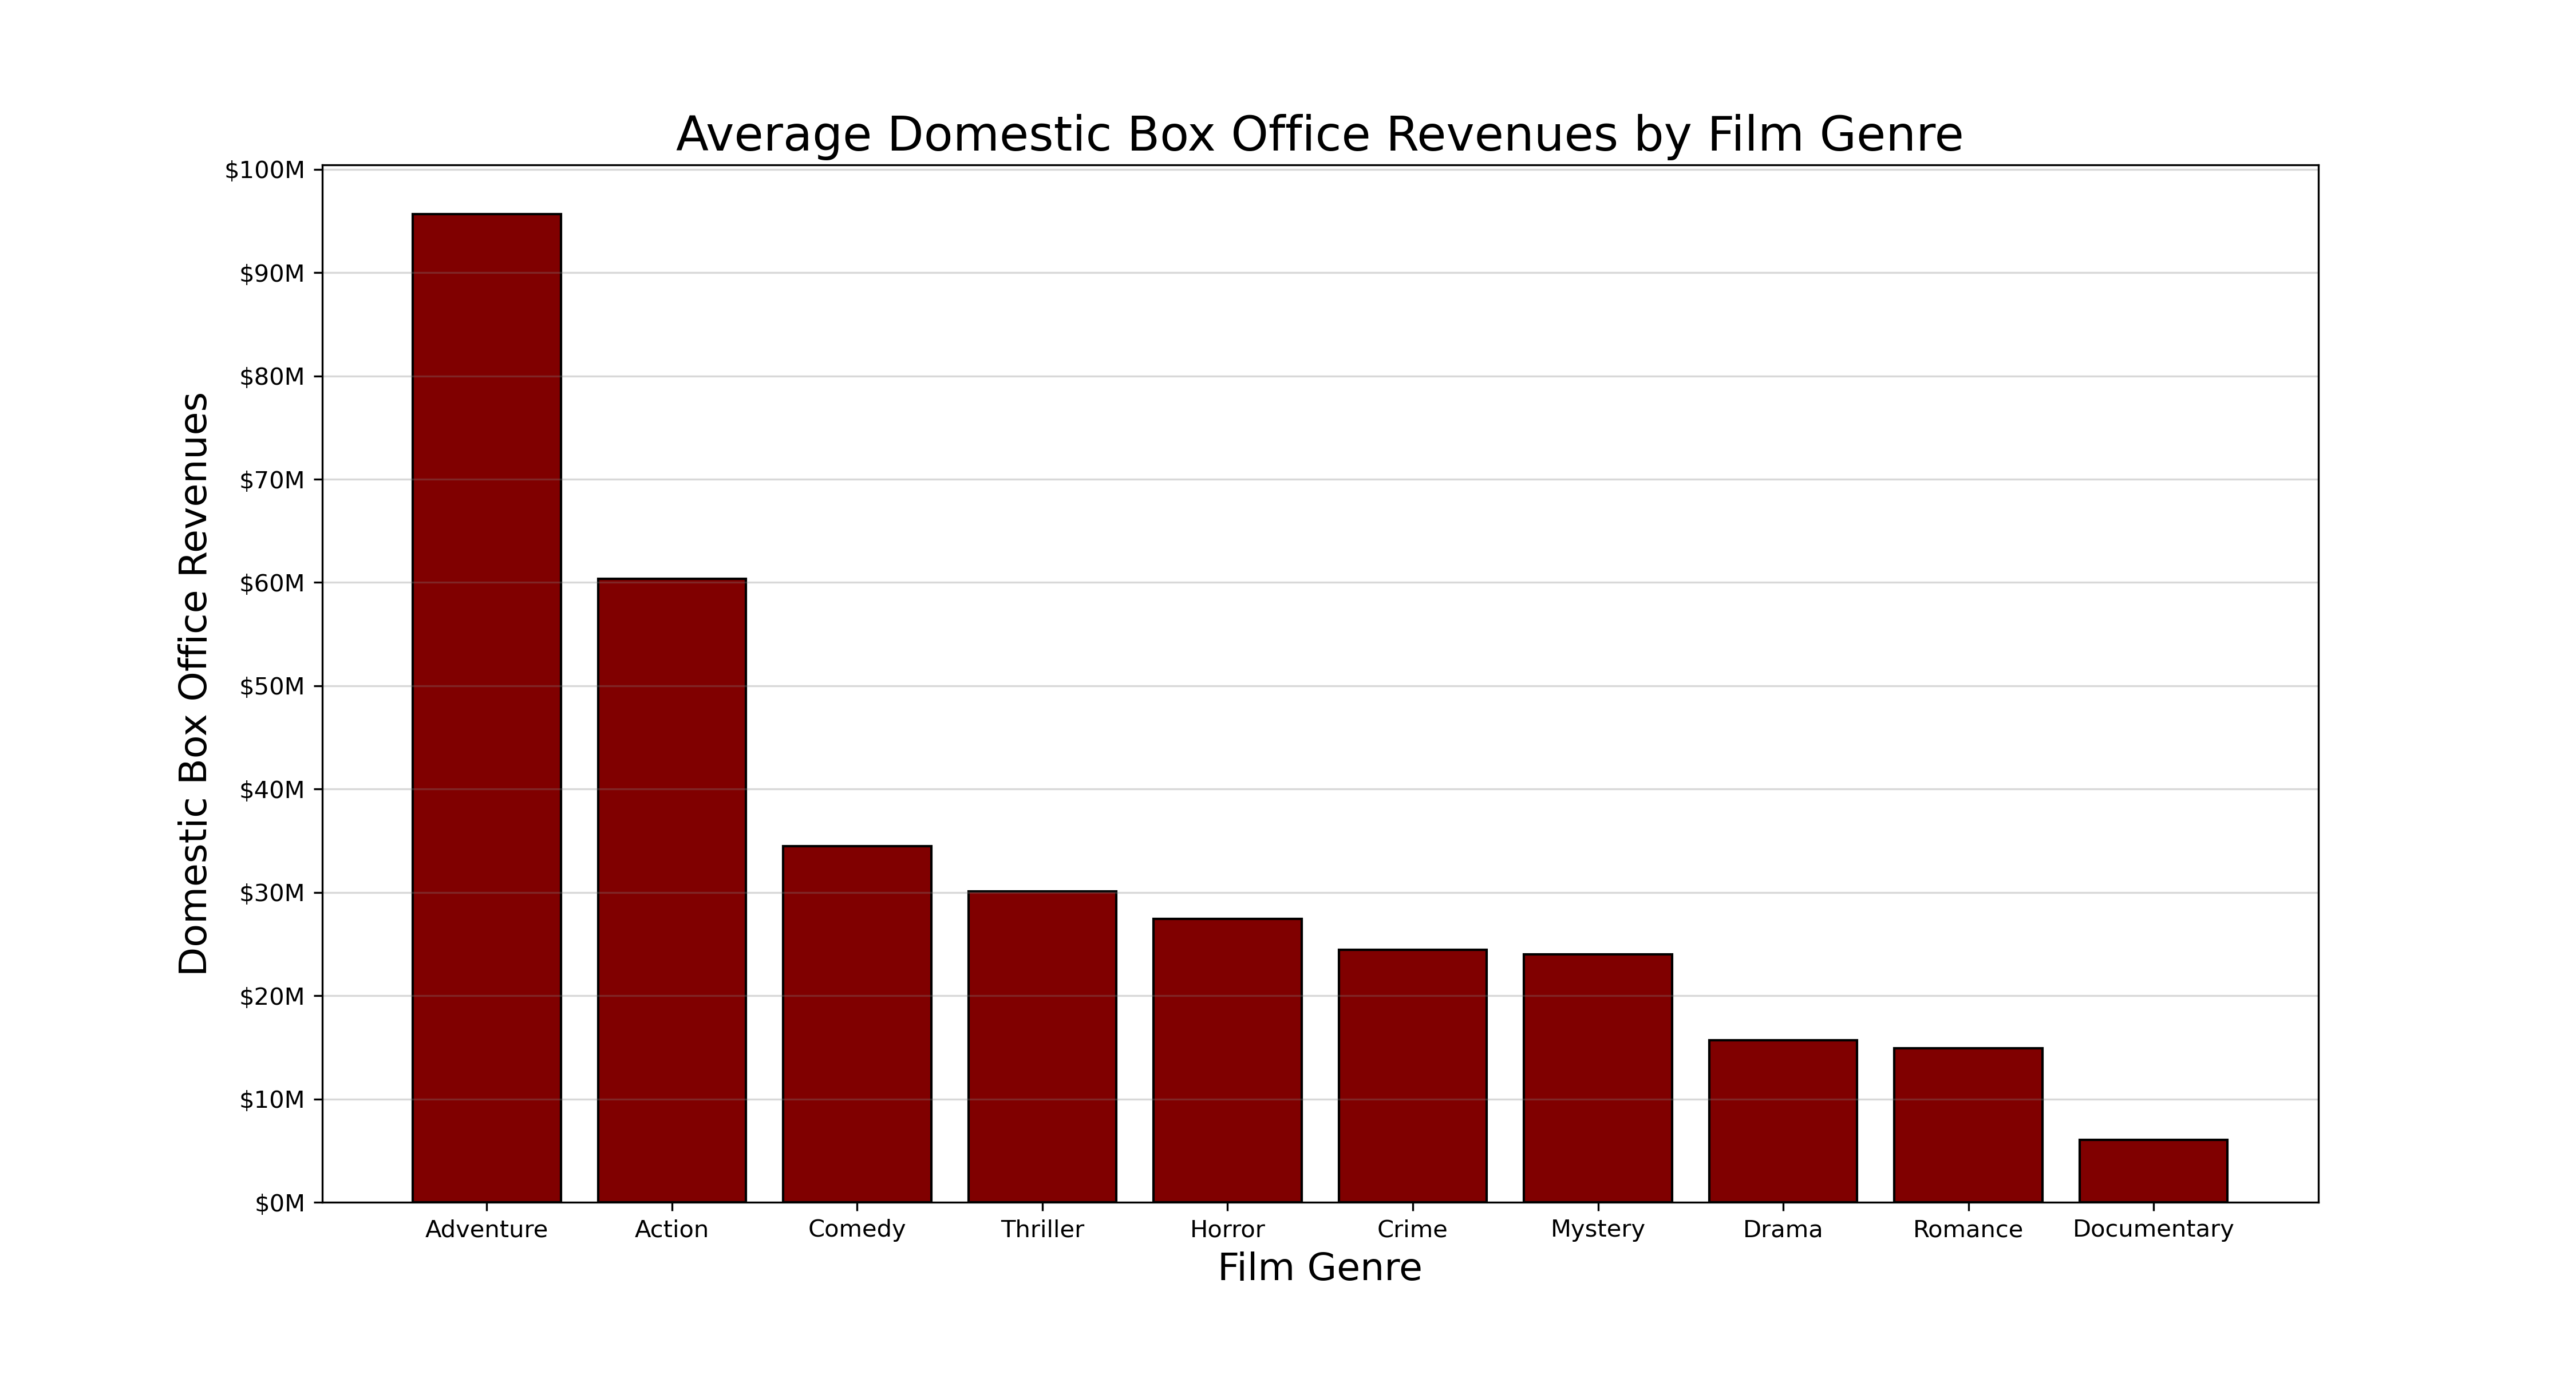 Average Domestic Box Office Revenues by Film Genre
Domestic Box Office Revenues
$100M
$90M
$80M
$70M
$60M
$50M
$40M
$30M
$20M
$10M
$0M
Adventure Action Comedy Thriller Horror Crime Mystery Drama Romance Documentary
Film Genre